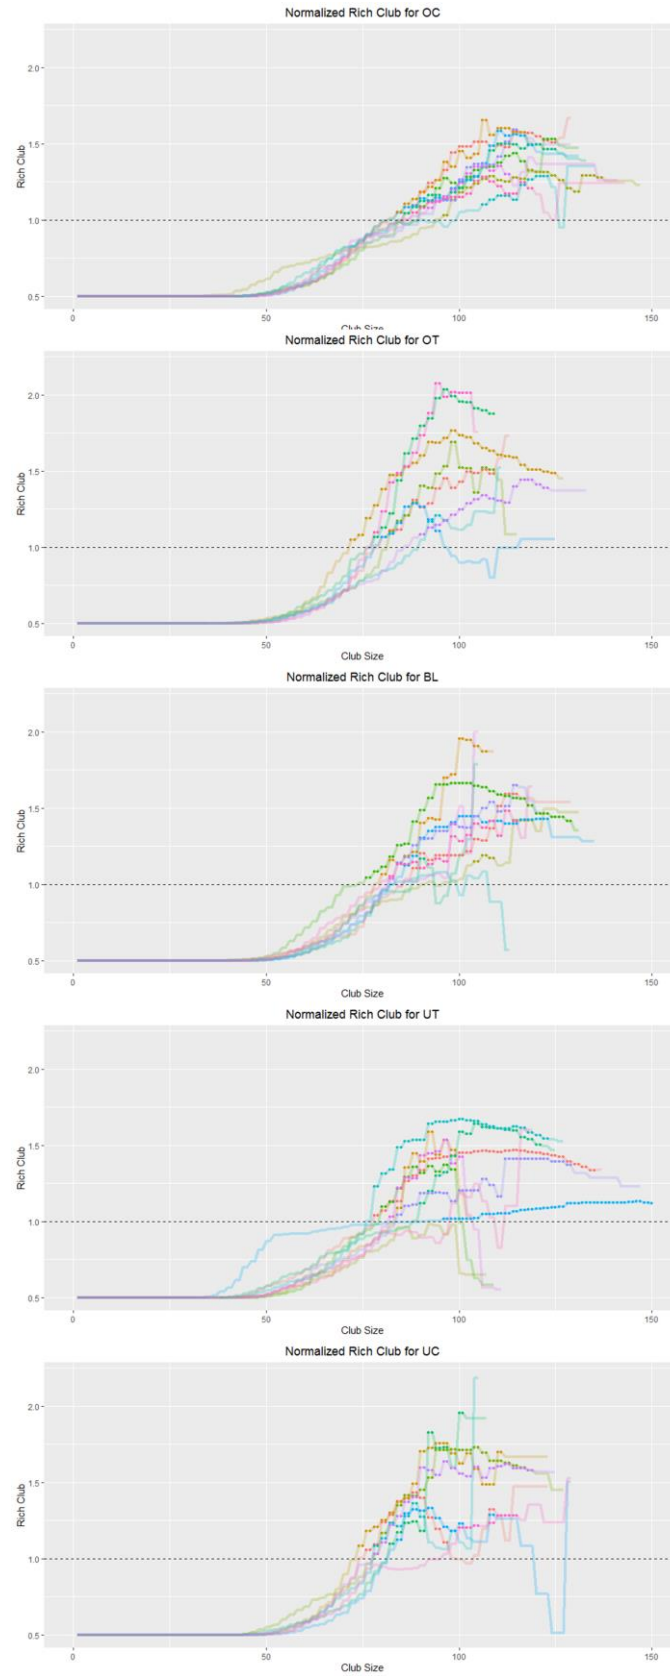 Normalized Rich Club for OC
2.0
1.5
1.0
0.5
Rich Club
0
50
100
150
Club Size
Normalized Rich Club for OT
2.0
1.5
1.0
0.5
Rich Club
0
50
100
150
Club Size
Normalized Rich Club for BL
2.0
1.5
1.0
0.5
Rich Club
0
50
100
150
Club Size
Normalized Rich Club for UT
2.0
1.5
1.0
0.5
Rich Club
0
50
100
150
Club Size
Normalized Rich Club for UC
2.0
1.5
1.0
0.5
Rich Club
0
50
100
150
Club Size